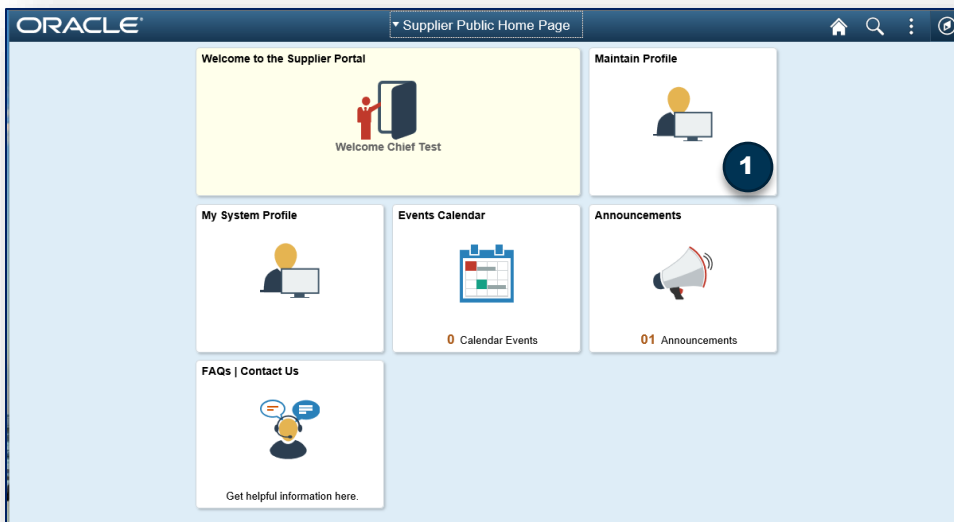 ORACLE
Supplier Public Home Page
Welcome to the Supplier Portal
Welcome Chief Test
Maintain Profile
1
My System Profile
Events Calendar
0 Calendar Events
Announcements
01 Announcements
FAQs | Contact Us
Get helpful information here.